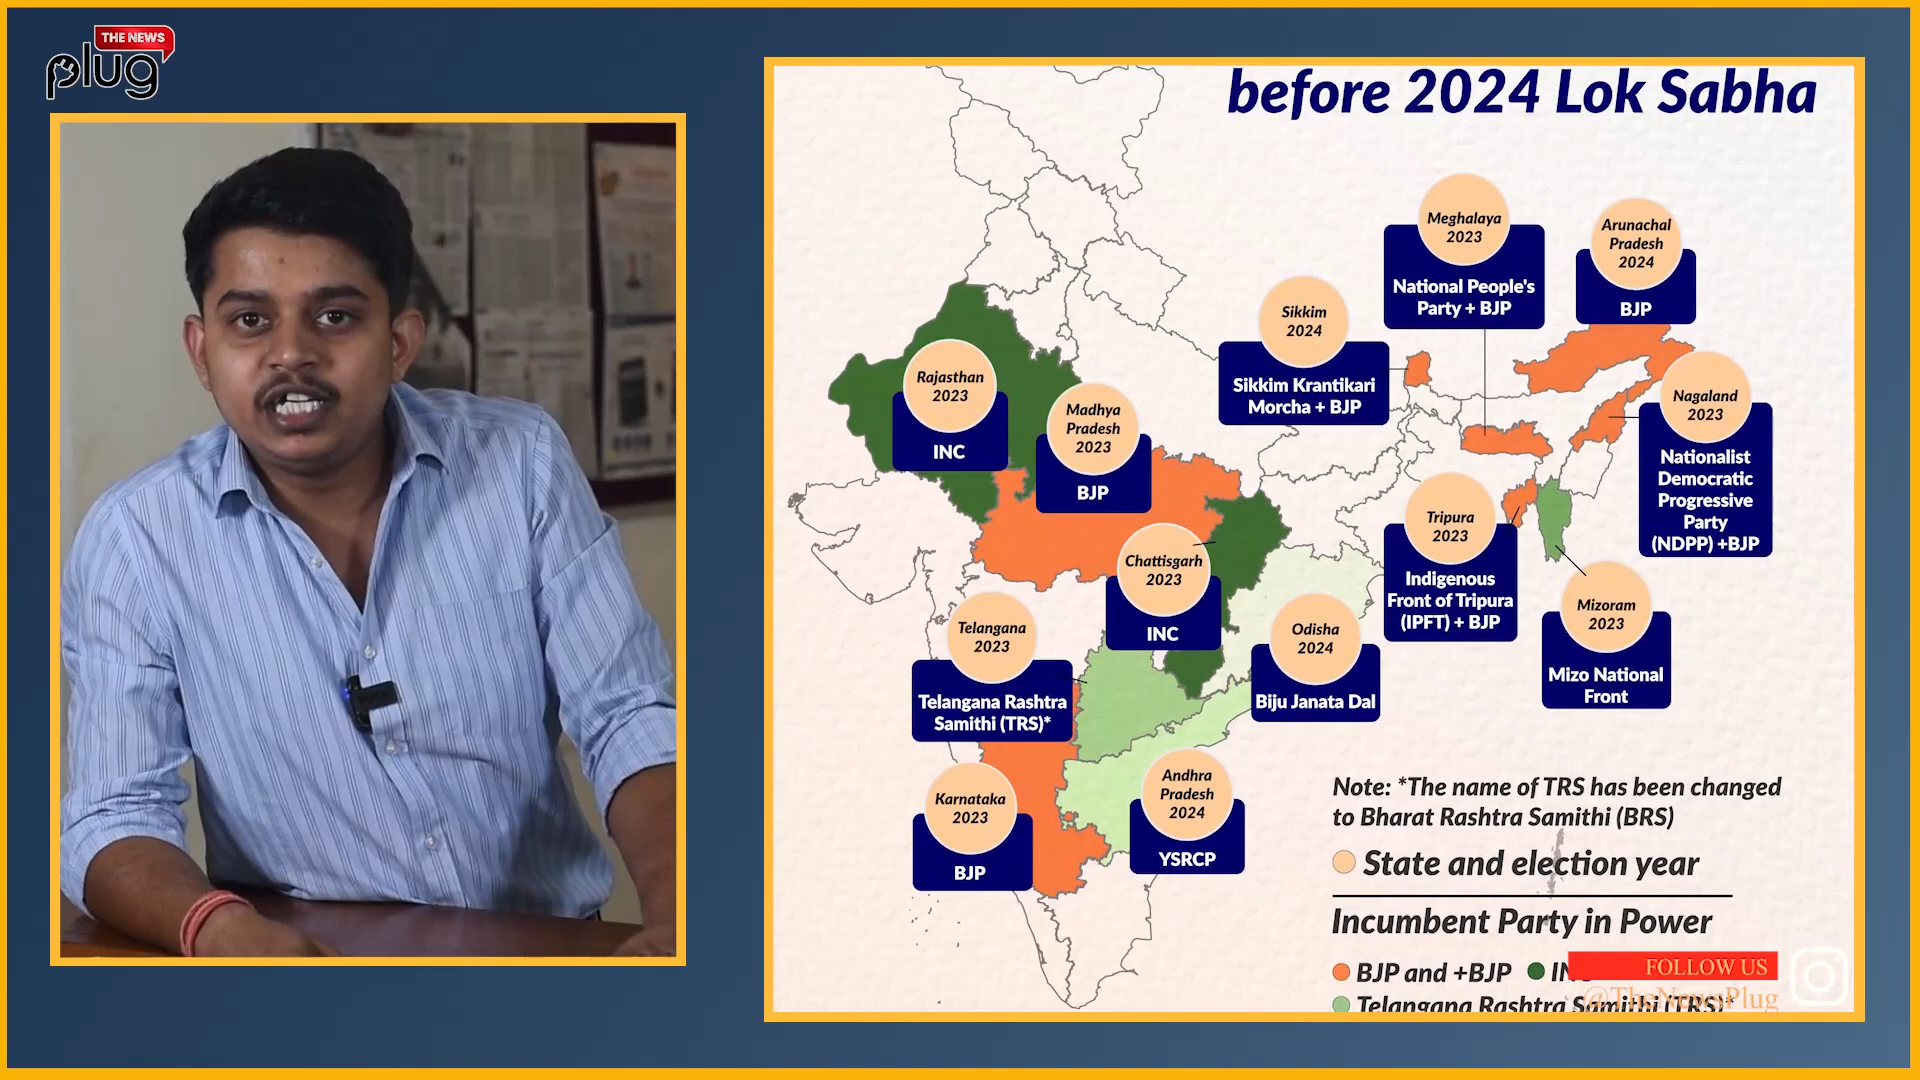 THE NEWS
plug
before 2024 Lok Sabha
Meghalaya
2023
National People's
Party + BJP
Arunachal
Pradesh
2024
BJP
Sikkim
2024
Sikkim Krantikari
Morcha + BJP
Rajasthan
2023
INC
Madhya
Pradesh
2023
BJP
Nagaland
2023
Nationalist
Democratic
Progressive
Party
(NDPP) +BJP
Tripura
2023
Indigenous
Front of Tripura
(IPFT) + BJP
Chattisgarh
2023
INC
Mizoram
2023
Mizo National
Front
Telangana
2023
Telangana Rashtra
Samithi (TRS)*
Odisha
2024
Biju Janata Dal
Karnataka
2023
BJP
Andhra
Pradesh
2024
YSRCP
Note: *The name of TRS has been changed
to Bharat Rashtra Samithi (BRS)
State and election year
Incumbent Party in Power
BJP and +BJP
FOLLOW US
@TheNewsPlug
Telangana Rashtra Samithi (TRS)*